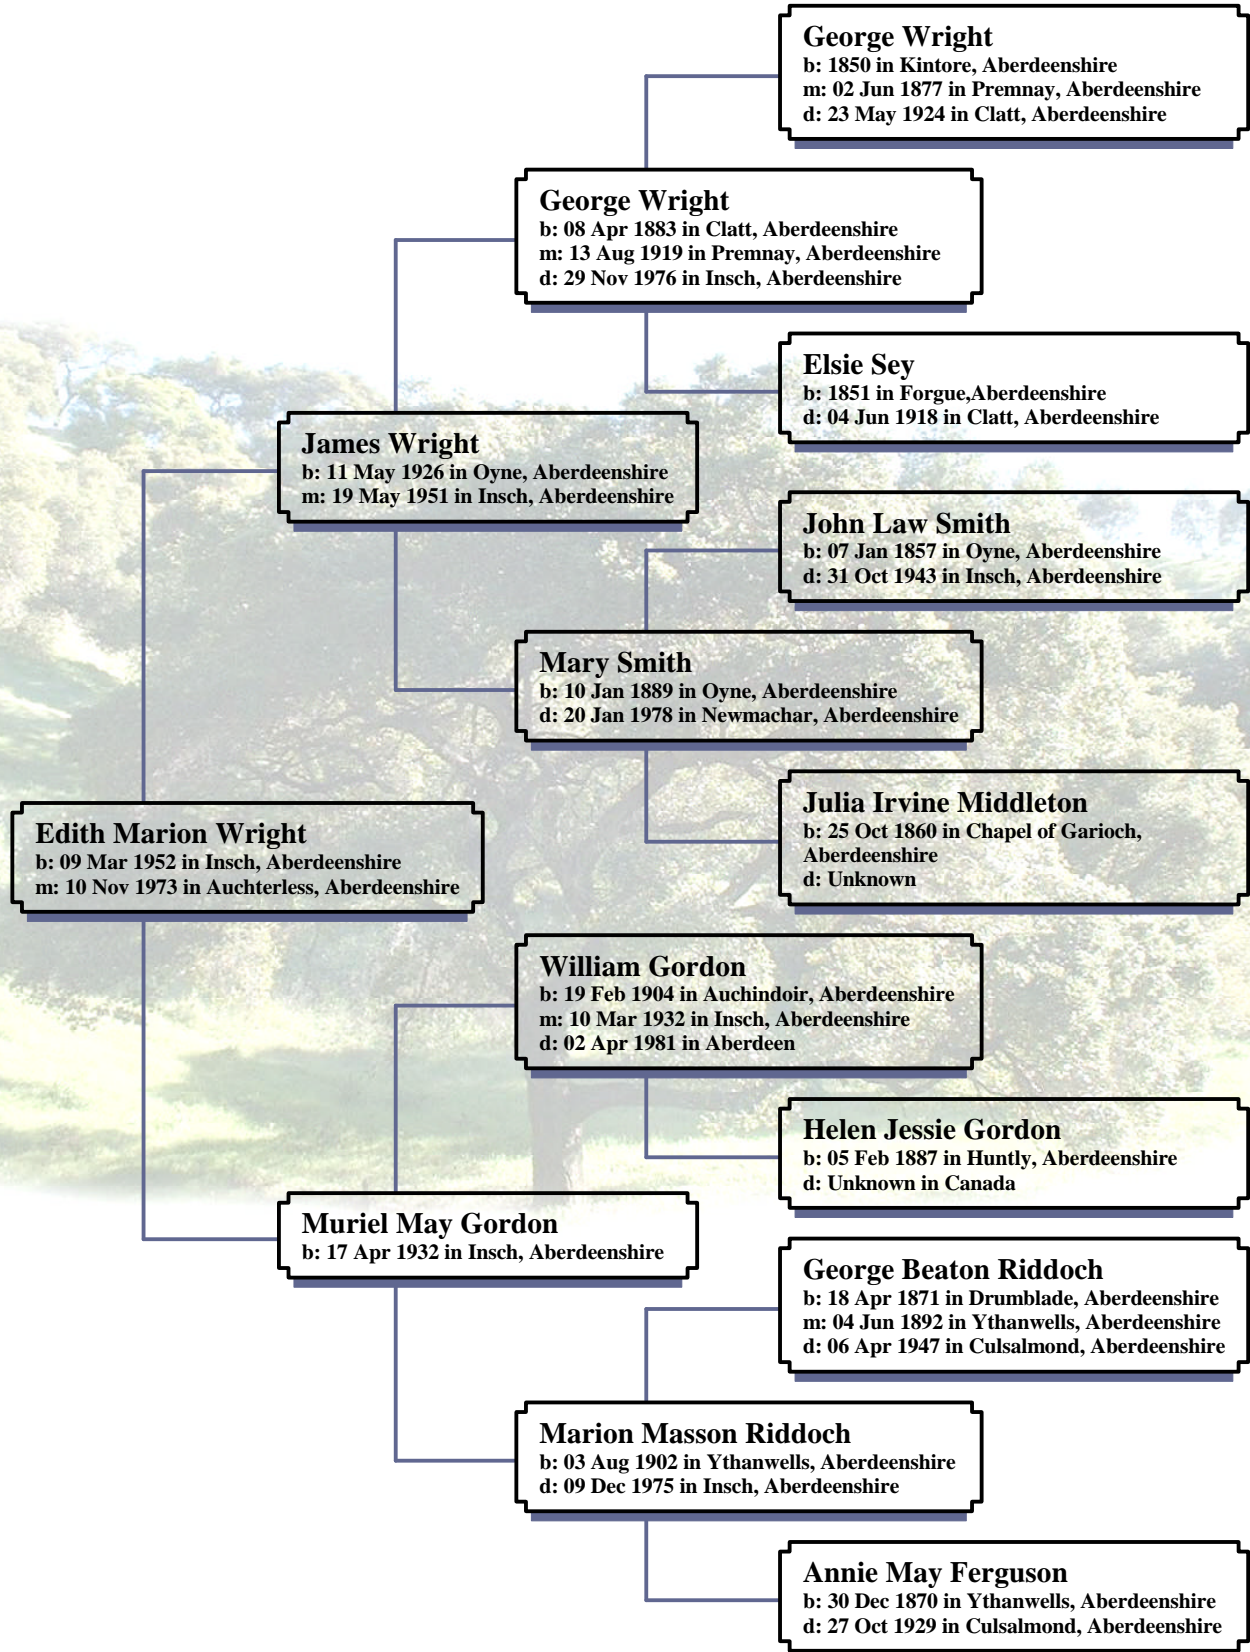 George Wright
b: 1850 in Kintore, Aberdeenshire
m: 02 Jun 1877 in Premnay, Aberdeenshire
d: 23 May 1924 in Clatt, Aberdeenshire
George Wright
b: 08 Apr 1883 in Clatt, Aberdeenshire
m: 13 Aug 1919 in Premnay, Aberdeenshire
d: 29 Nov 1976 in Insch, Aberdeenshire
Elsie Sey
b: 1851 in Forgue,Aberdeenshire
d: 04 Jun 1918 in Clatt, Aberdeenshire
James Wright
b: 11 May 1926 in Oyne, Aberdeenshire
m: 19 May 1951 in Insch, Aberdeenshire
John Law Smith
b: 07 Jan 1857 in Oyne, Aberdeenshire
d: 31 Oct 1943 in Insch, Aberdeenshire
Mary Smith
b: 10 Jan 1889 in Oyne, Aberdeenshire
d: 20 Jan 1978 in Newmachar, Aberdeenshire
Julia Irvine Middleton
b: 25 Oct 1860 in Chapel of Garioch,
Aberdeenshire
d: Unknown
Edith Marion Wright
b: 09 Mar 1952 in Insch, Aberdeenshire
m: 10 Nov 1973 in Auchterless, Aberdeenshire
William Gordon
b: 19 Feb 1904 in Auchindoir, Aberdeenshire
m: 10 Mar 1932 in Insch, Aberdeenshire
d: 02 Apr 1981 in Aberdeen
Helen Jessie Gordon
b: 05 Feb 1887 in Huntly, Aberdeenshire
d: Unknown in Canada
Muriel May Gordon
b: 17 Apr 1932 in Insch, Aberdeenshire
George Beaton Riddoch
b: 18 Apr 1871 in Drumblade, Aberdeenshire
m: 04 Jun 1892 in Ythanwells, Aberdeenshire
d: 06 Apr 1947 in Culsalmond, Aberdeenshire
Marion Masson Riddoch
b: 03 Aug 1902 in Ythanwells, Aberdeenshire
d: 09 Dec 1975 in Insch, Aberdeenshire
Annie May Ferguson
b: 30 Dec 1870 in Ythanwells, Aberdeenshire
d: 27 Oct 1929 in Culsalmond, Aberdeenshire